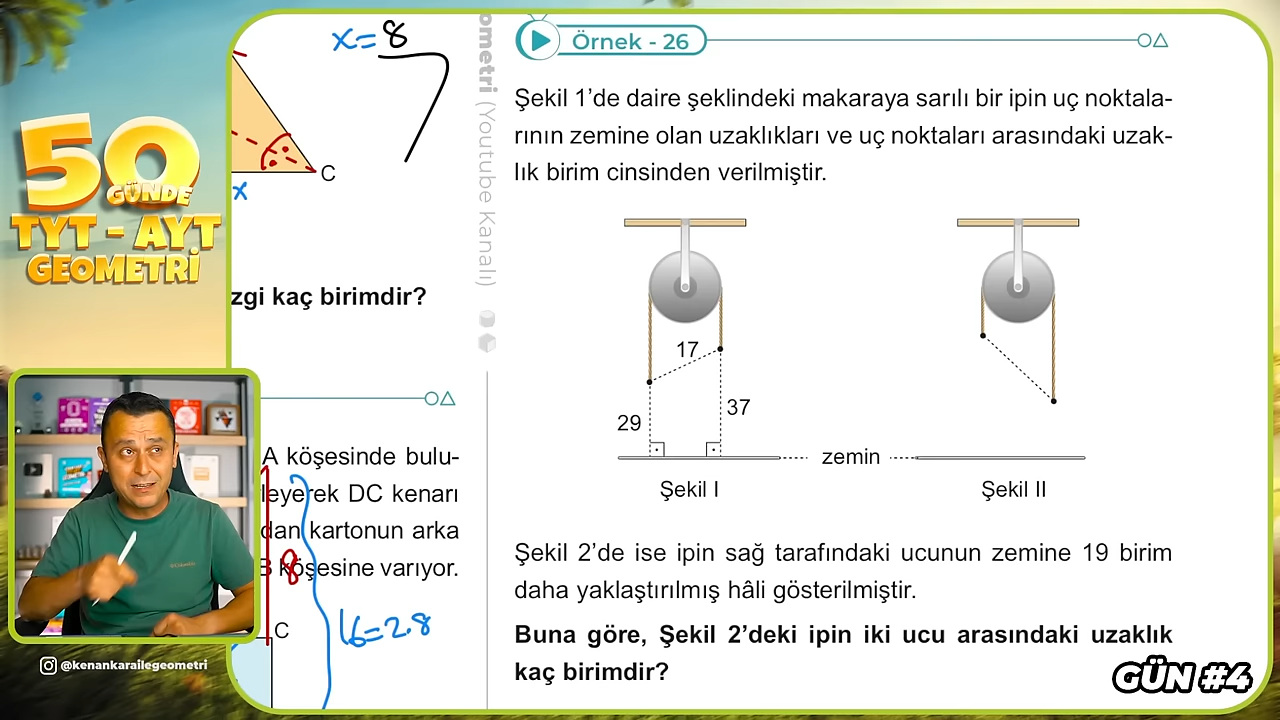 50
GÜNDE
TYT - AYT
GEOMETRİ
x = 8
C
x
zgi kaç birimdir?
A köşesinde bulu-
leyerek DC kenarı
dan kartonun arka
B köşesine varıyor.
8
16=2.8
C
@kenankarailegeometri
ometri (Youtube Kanalı)
Örnek - 26
Şekil 1’de daire şeklindeki makaraya sarılı bir ipin uç noktala-
rının zemine olan uzaklıkları ve uç noktaları arasındaki uzak-
lık birim cinsinden verilmiştir.
17
29
37
zemin
Şekil I
Şekil II
Şekil 2’de ise ipin sağ tarafındaki ucunun zemine 19 birim
daha yaklaştırılmış hâli gösterilmiştir.
Buna göre, Şekil 2’deki ipin iki ucu arasındaki uzaklık
kaç birimdir?
GÜN #4